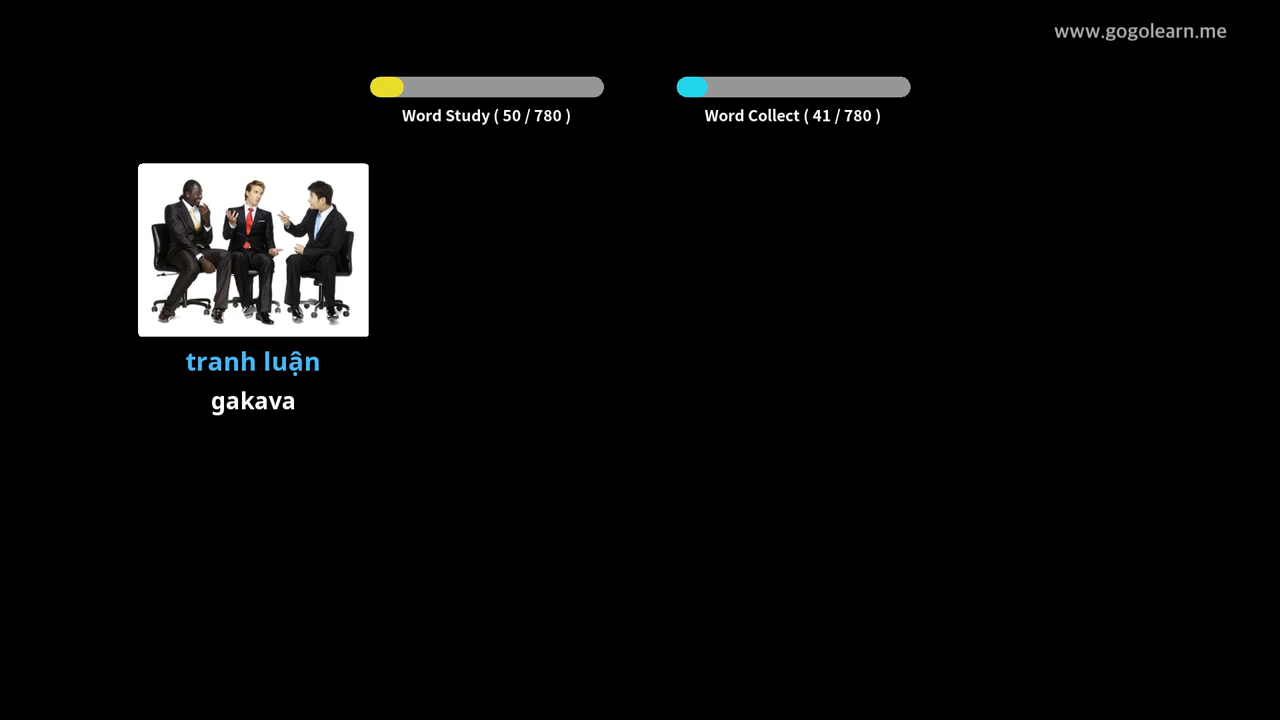 www.gogolearn.me
Word Study ( 50 / 780 )
Word Collect ( 41 / 780 )
tranh luận
gakava